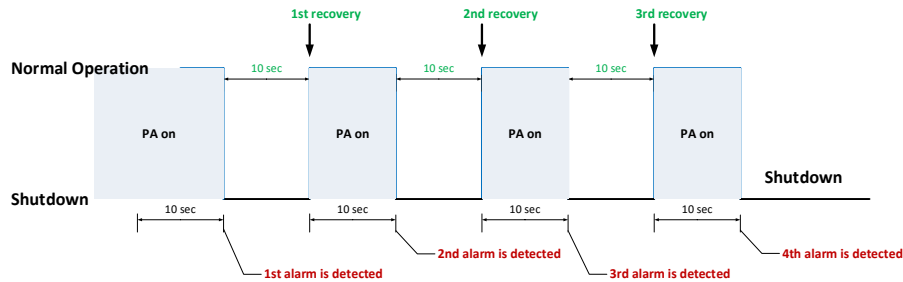 1st recovery
2nd recovery
3rd recovery
Normal Operation
10 sec
10 sec
10 sec
PA on
PA on
PA on
PA on
Shutdown
Shutdown
10 sec
10 sec
10 sec
10 sec
1st alarm is detected
2nd alarm is detected
3rd alarm is detected
4th alarm is detected